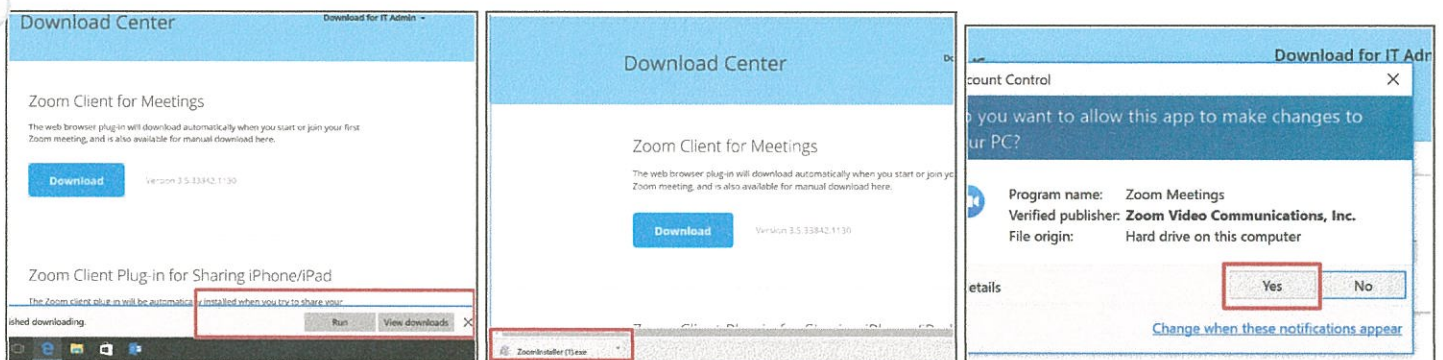 Download Center
Download for IT Admin
Zoom Client for Meetings
The web browser plug-in will download automatically when you start or join your first
Zoom meeting, and is also available for manual download here.
Download
Version 3.5.33842.1130
Zoom Client Plug-in for Sharing iPhone/iPad
The Zoom client plug-in will be automatically installed when you try to share your
ished downloading.
Run
View downloads
Download Center
Do
Zoom Client for Meetings
The web browser plug-in will download automatically when you start or join yo
Zoom meeting, and is also available for manual download here.
Download
Version 3.5.33842.1130
ZoomInstaller (1).exe
Download for IT Adr
count Control
you want to allow this app to make changes to
ur PC?
Program name: Zoom Meetings
Verified publisher: Zoom Video Communications, Inc.
File origin: Hard drive on this computer
etails
Yes
No
Change when these notifications appear